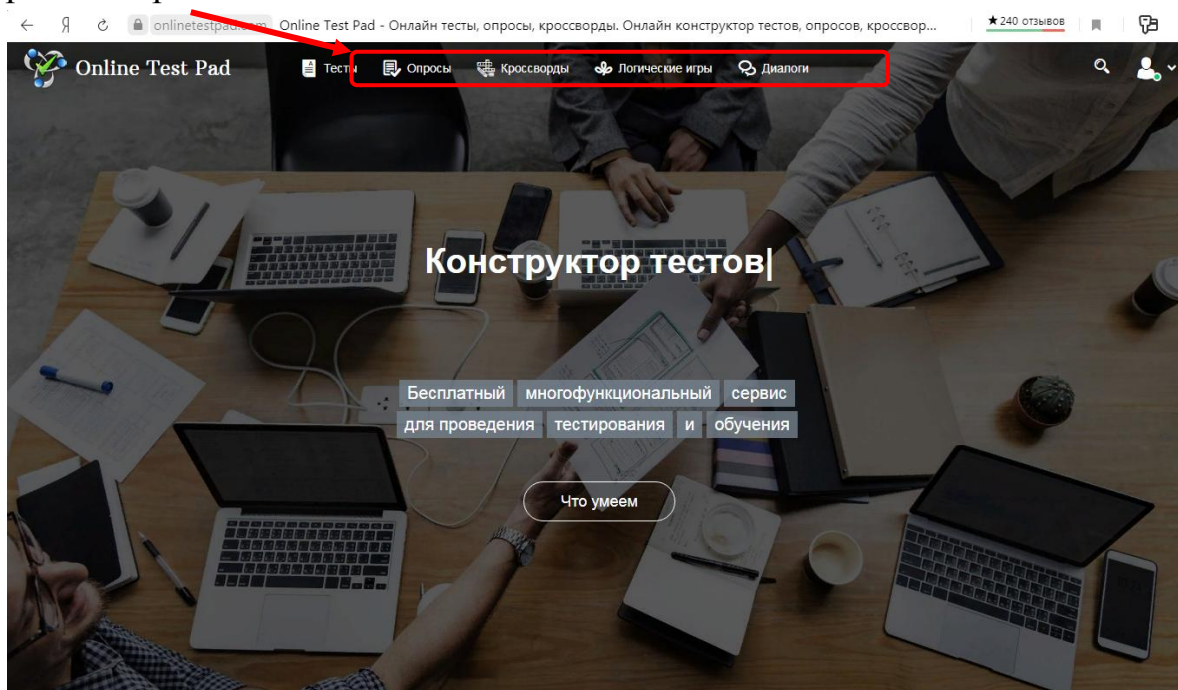 Я onlinetestpad.com Online Test Pad - Онлайн тесты, опросы, кроссворды. Онлайн конструктор тестов, опросов, кроссвор... ★240 отзывов
Online Test Pad Тесты Опросы Кроссворды Логические игры Диалоги
Конструктор тестов|
Бесплатный многофункциональный сервис
для проведения тестирования и обучения
Что умеем